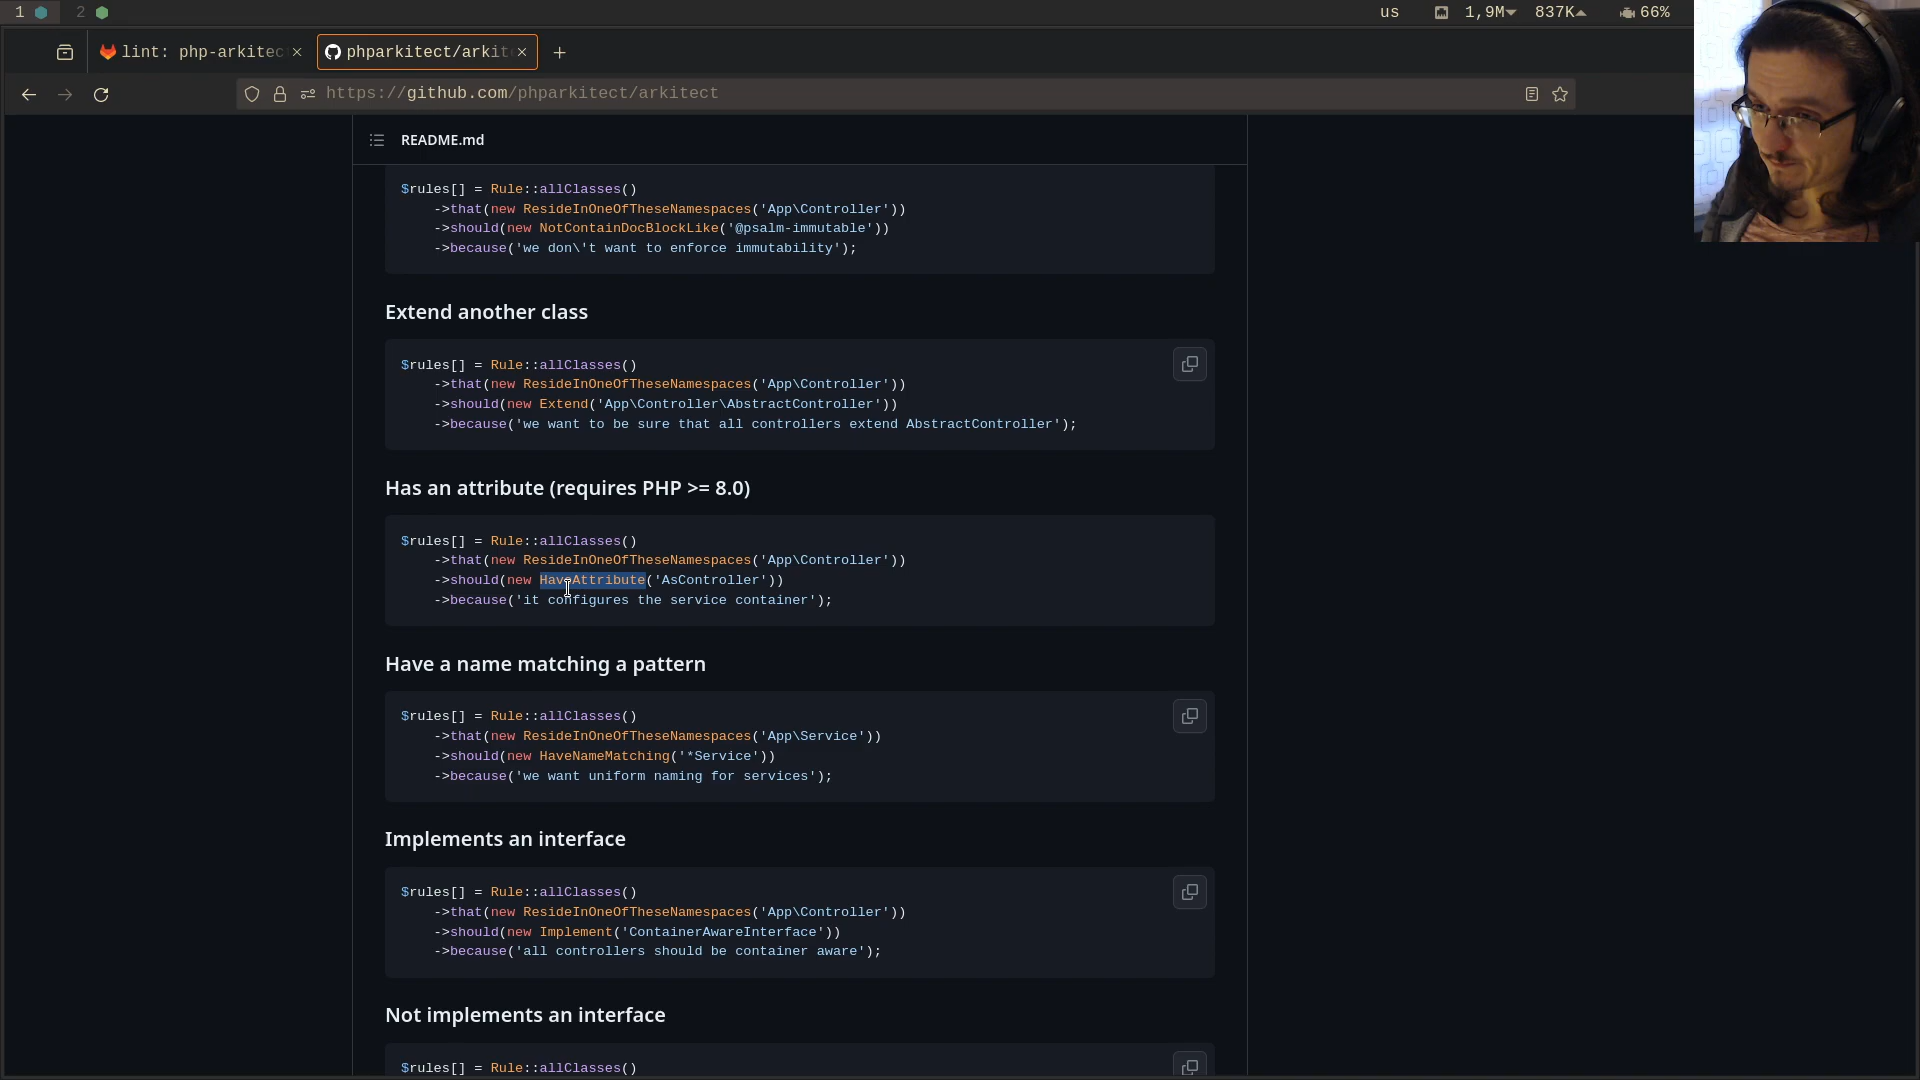 1 2 us 1,9M 837K 66%
lint: php-arkitec phparkitect/arkit
https://github.com/phparkitect/arkitect
README.md
$rules[] = Rule::allClasses()
->that(new ResideInOneOfTheseNamespaces('App\Controller'))
->should(new NotContainDocBlockLike('@psalm-immutable'))
->because('we don\'t want to enforce immutability');
Extend another class
$rules[] = Rule::allClasses()
->that(new ResideInOneOfTheseNamespaces('App\Controller'))
->should(new Extend('App\Controller\AbstractController'))
->because('we want to be sure that all controllers extend AbstractController');
Has an attribute (requires PHP >= 8.0)
$rules[] = Rule::allClasses()
->that(new ResideInOneOfTheseNamespaces('App\Controller'))
->should(new HaveAttribute('AsController'))
->because('it configures the service container');
Have a name matching a pattern
$rules[] = Rule::allClasses()
->that(new ResideInOneOfTheseNamespaces('App\Service'))
->should(new HaveNameMatching('*Service'))
->because('we want uniform naming for services');
Implements an interface
$rules[] = Rule::allClasses()
->that(new ResideInOneOfTheseNamespaces('App\Controller'))
->should(new Implement('ContainerAwareInterface'))
->because('all controllers should be container aware');
Not implements an interface
$rules[] = Rule::allClasses()